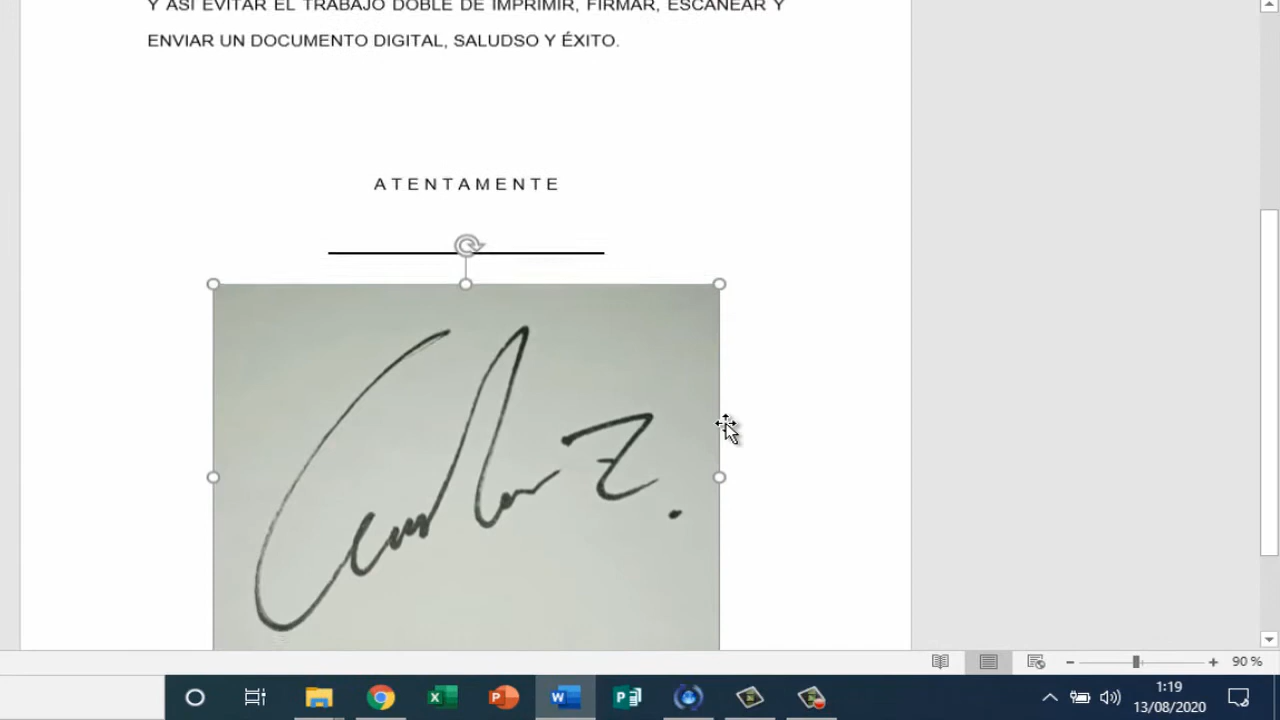 Y ASÍ EVITAR EL TRABAJO DOBLE DE IMPRIMIR, FIRMAR, ESCANEAR Y
ENVIAR UN DOCUMENTO DIGITAL, SALUDSO Y ÉXITO.
A T E N T A M E N T E
90 %
1:19
13/08/2020